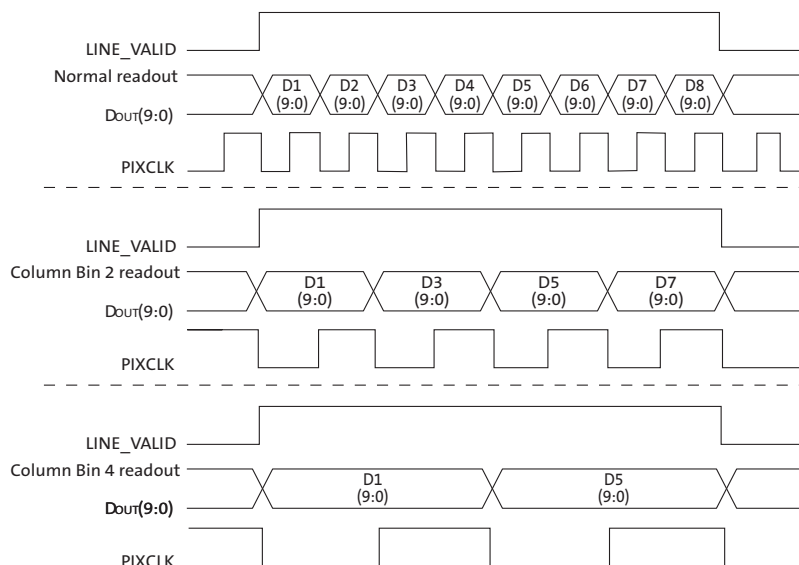 LINE_VALID
Normal readout
D1 D2 D3 D4 D5 D6 D7 D8
(9:0) (9:0) (9:0) (9:0) (9:0) (9:0) (9:0) (9:0)
DOUT(9:0)
PIXCLK
LINE_VALID
Column Bin 2 readout
D1 D3 D5 D7
(9:0) (9:0) (9:0) (9:0)
DOUT(9:0)
PIXCLK
LINE_VALID
Column Bin 4 readout
D1 D5
(9:0) (9:0)
DOUT(9:0)
PIXCLK